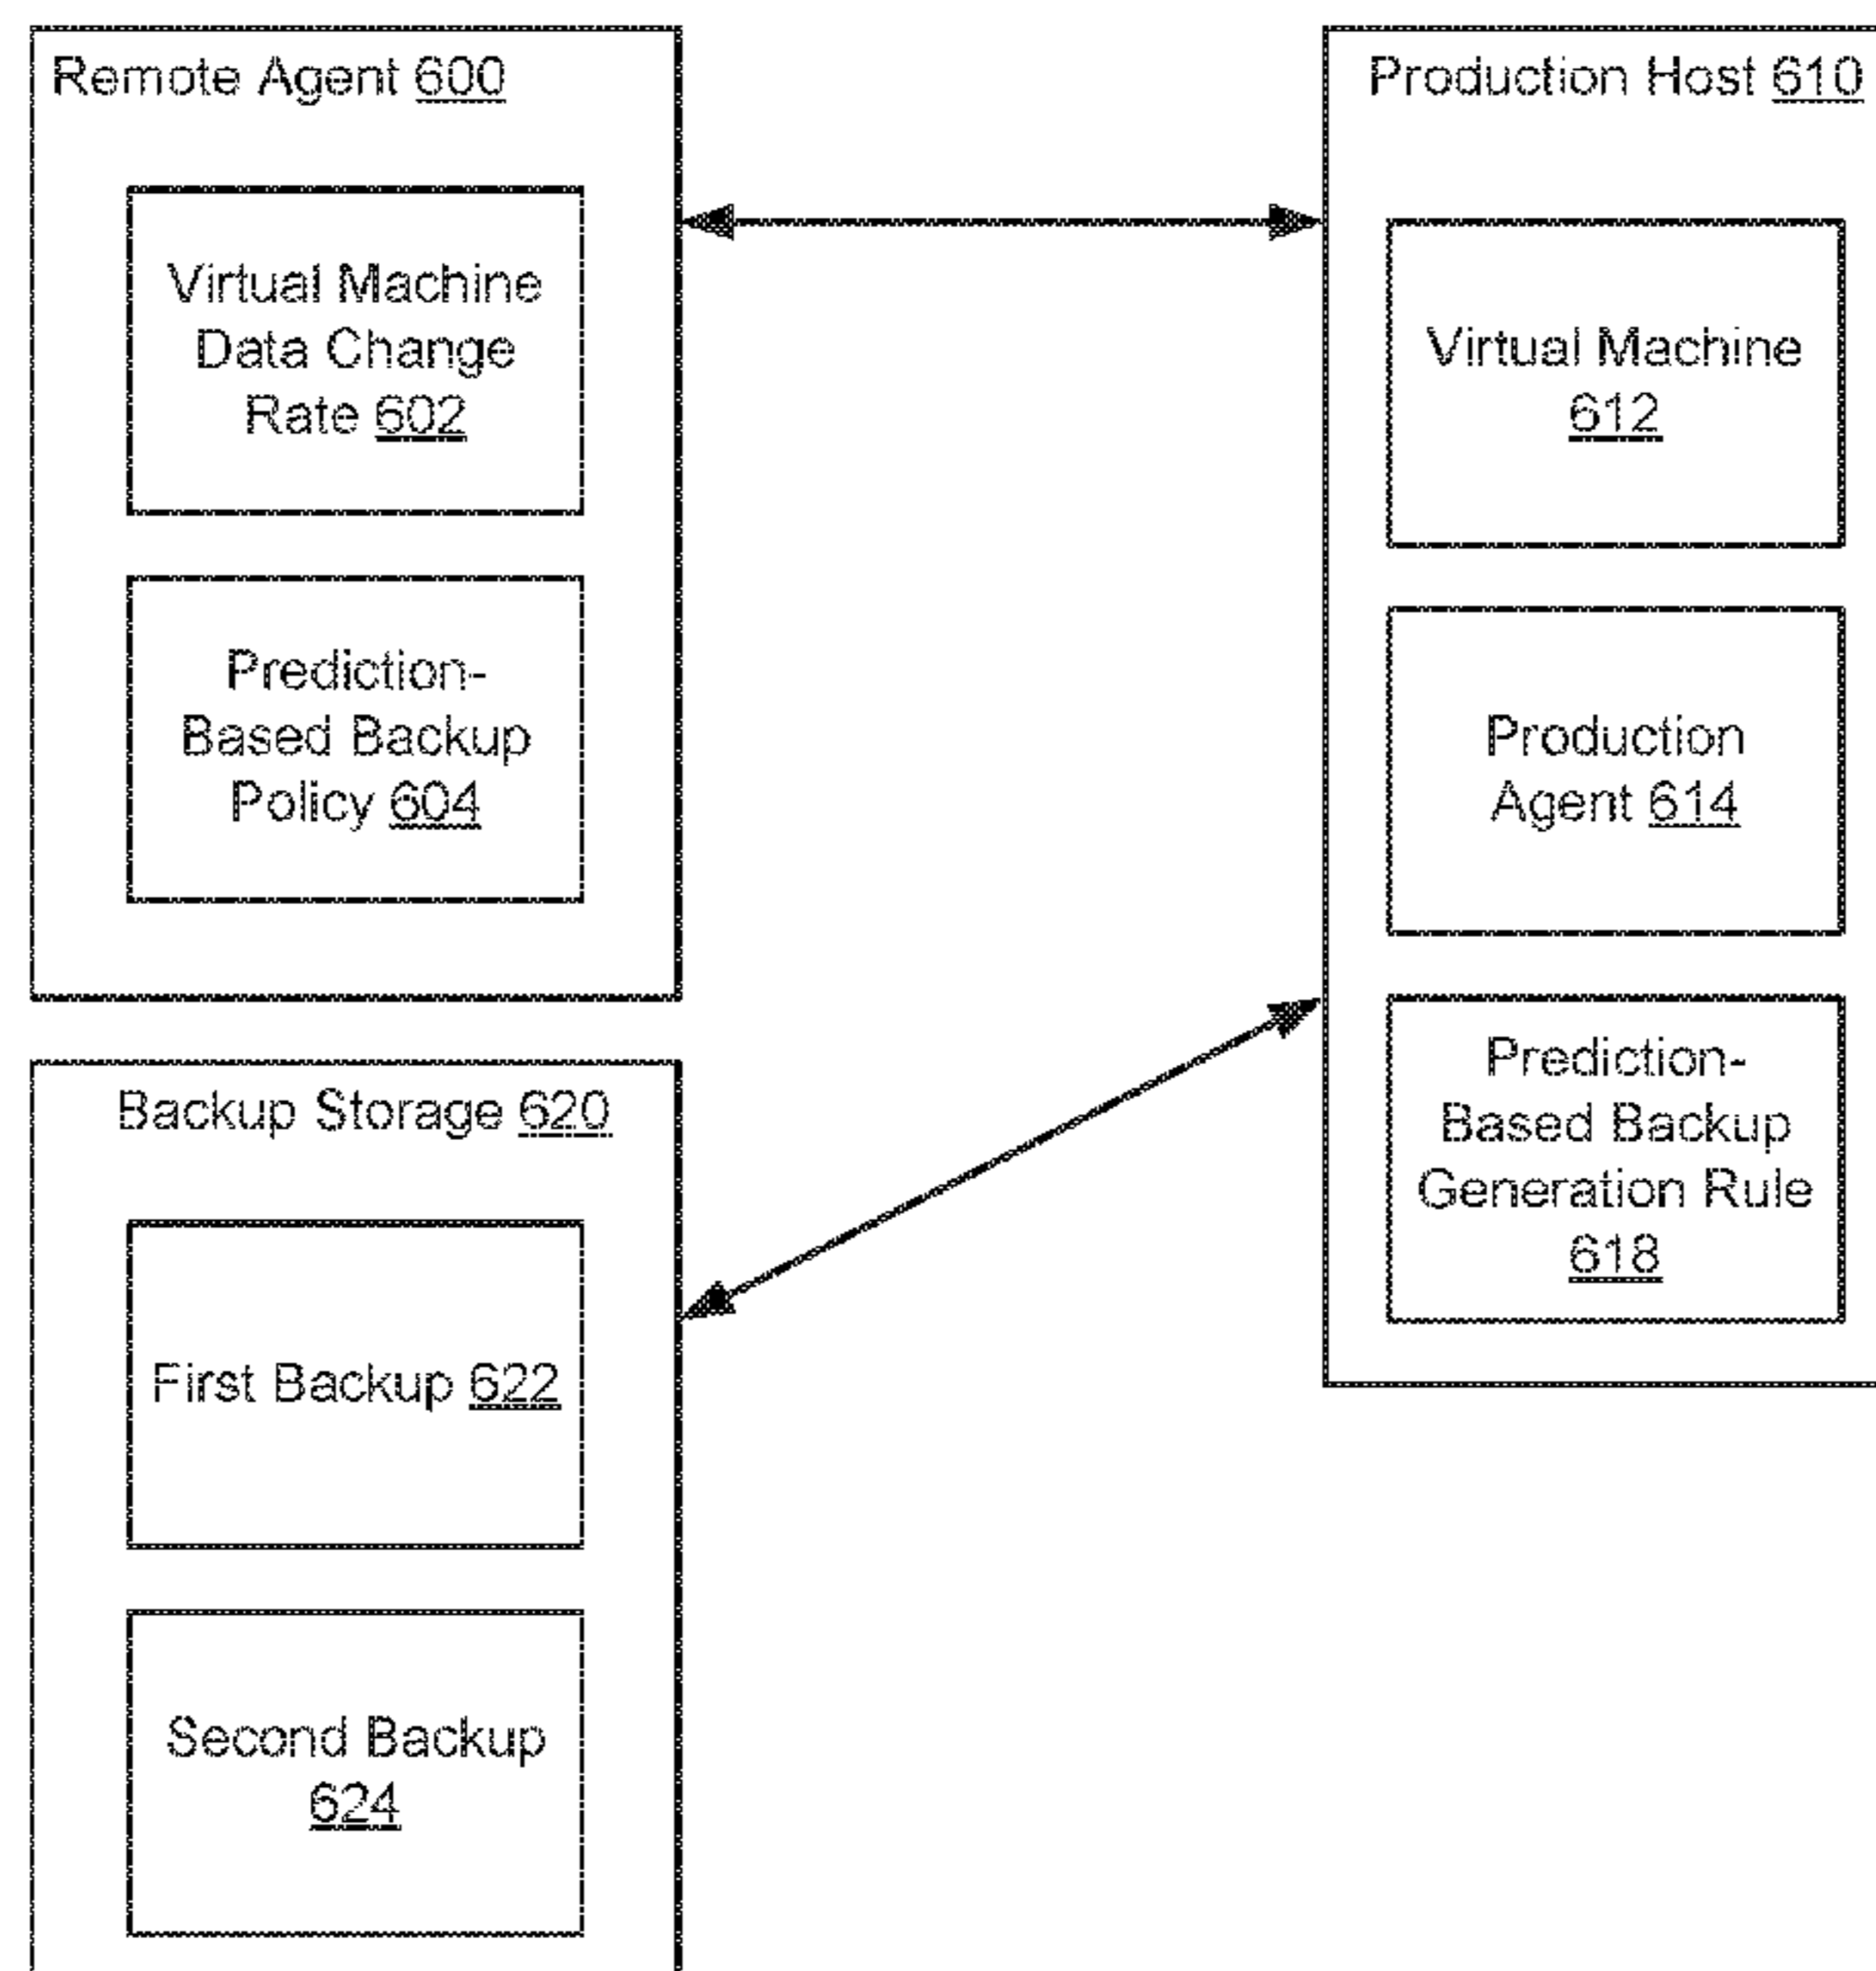 Remote Agent 600
Virtual Machine
Data Change
Rate 602
Prediction-
Based Backup
Policy 604
Production Host 610
Virtual Machine
612
Production
Agent 614
Prediction-
Based Backup
Generation Rule
618
Backup Storage 620
First Backup 622
Second Backup
624